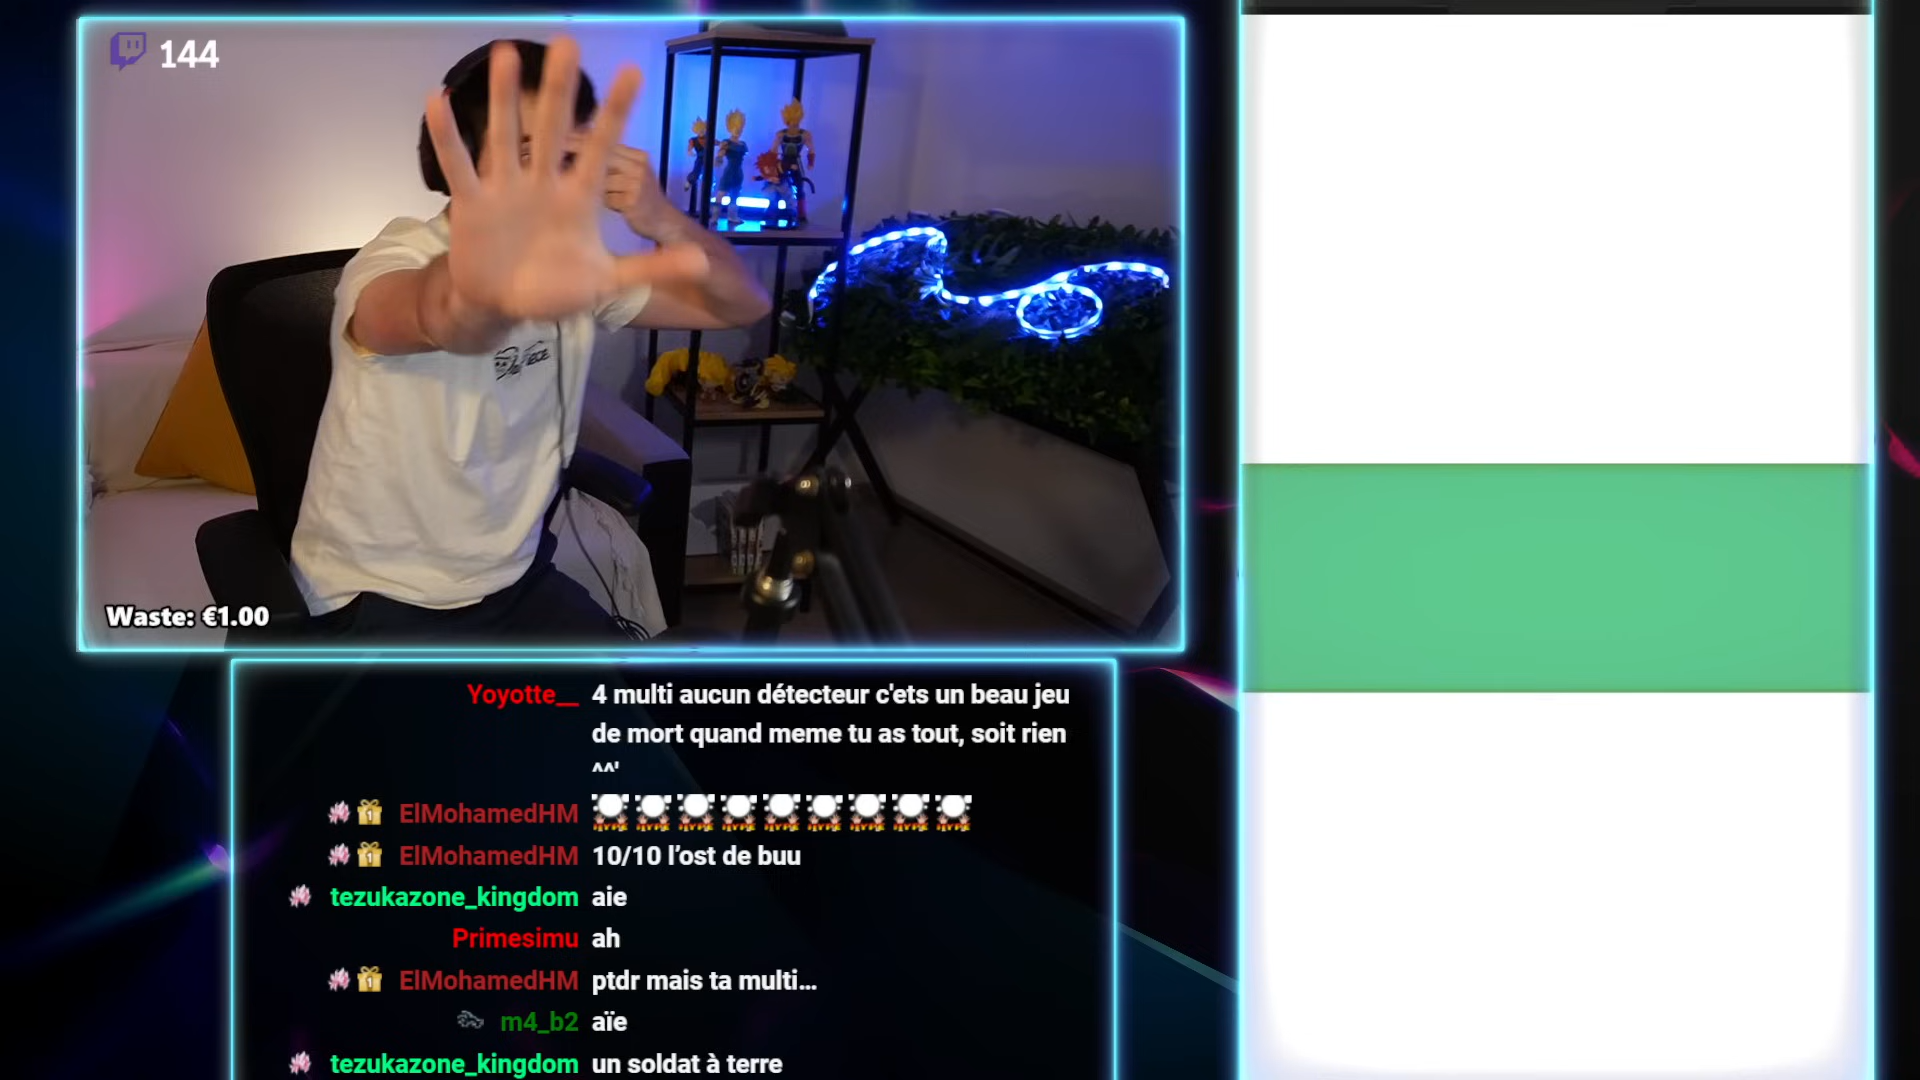 144
Waste: €1.00
Yoyotte__ 4 multi aucun détecteur c'ets un beau jeu
de mort quand meme tu as tout, soit rien
^^'
ElMohamedHM
ElMohamedHM 10/10 l'ost de buu
tezukazone_kingdom aie
Primesimu ah
ElMohamedHM ptdr mais ta multi...
m4_b2 aïe
tezukazone_kingdom un soldat à terre